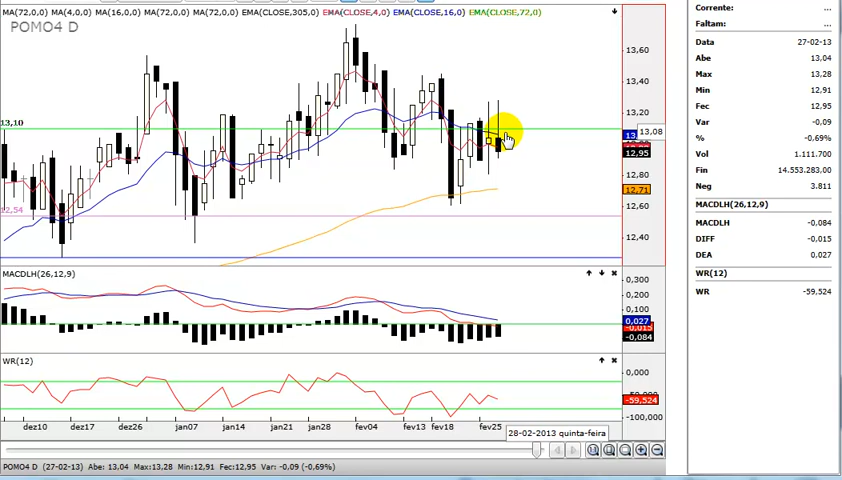 MA(72,0,0) MA(4,0,0) MA(16,0,0) MA(72,0,0) MA(72,0,0) EMA(CLOSE,305,0) EMA(CLOSE,4,0) EMA(CLOSE,16,0) EMA(CLOSE,72,0)
POMO4 D
13,60
13,40
13,20
13,10
13,08
12,95
12,80
12,71
12,60
12,54
12,40
MACDLH(26,12,9)
0,300
0,200
0,100
0,027
-0,015
-0,084
WR(12)
0,000
-59,524
-100,000
dez10 dez17 dez26 jan07 jan14 jan21 jan28 fev04 fev13 fev18 fev25
28-02-2013 quinta-feira
POMO4 D (27-02-13) Abe: 13,04 Max:13,28 Min:12,91 Fec:12,95 Var: -0,09 (-0,69%)
Corrente: ...
Faltam: ...
Data 27-02-13
Abe 13,04
Max 13,28
Min 12,91
Fec 12,95
Var -0,09
% -0,69%
Vol 1.111.700
Fin 14.553.283,00
Neg 3.811
MACDLH(26,12,9)
MACDLH -0,084
DIFF -0,015
DEA 0,027
WR(12)
WR -59,524